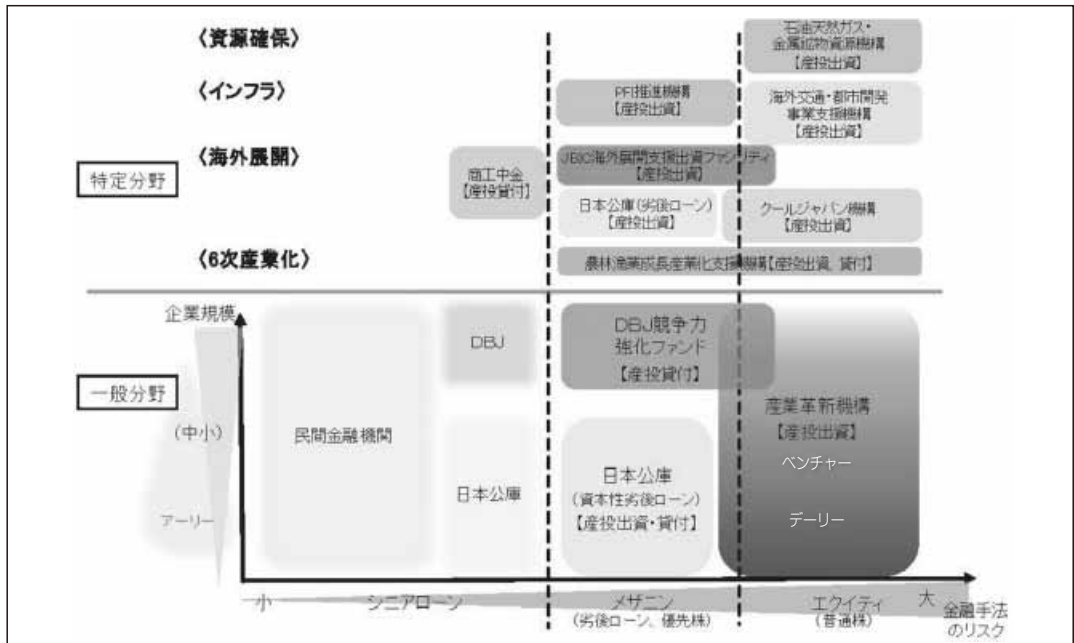 〈資源確保〉
石油天然ガス・
金属鉱物資源機構
【産投出資】
〈インフラ〉
PFI推進機構
【産投出資】
海外交通・都市開発
事業支援機構
【産投出資】
特定分野
〈海外展開〉
商工中金
【産投貸付】
JBIC海外展開支援出資ファシリティ
【産投出資】
日本公庫(劣後ローン)
【産投出資】
クールジャパン機構
【産投出資】
〈6次産業化〉
農林漁業成長産業化支援機構【産投出資、貸付】
企業規模
一般分野
(中小)
アーリー
民間金融機関
DBJ
日本公庫
DBJ競争力
強化ファンド
【産投貸付】
日本公庫
(資本性劣後ローン)
【産投出資・貸付】
産業革新機構
【産投出資】
ベンチャー
デーリー
小
シニアローン
メザニン
(劣後ローン、優先株)
エクイティ
(普通株)
大
金融手法
のリスク